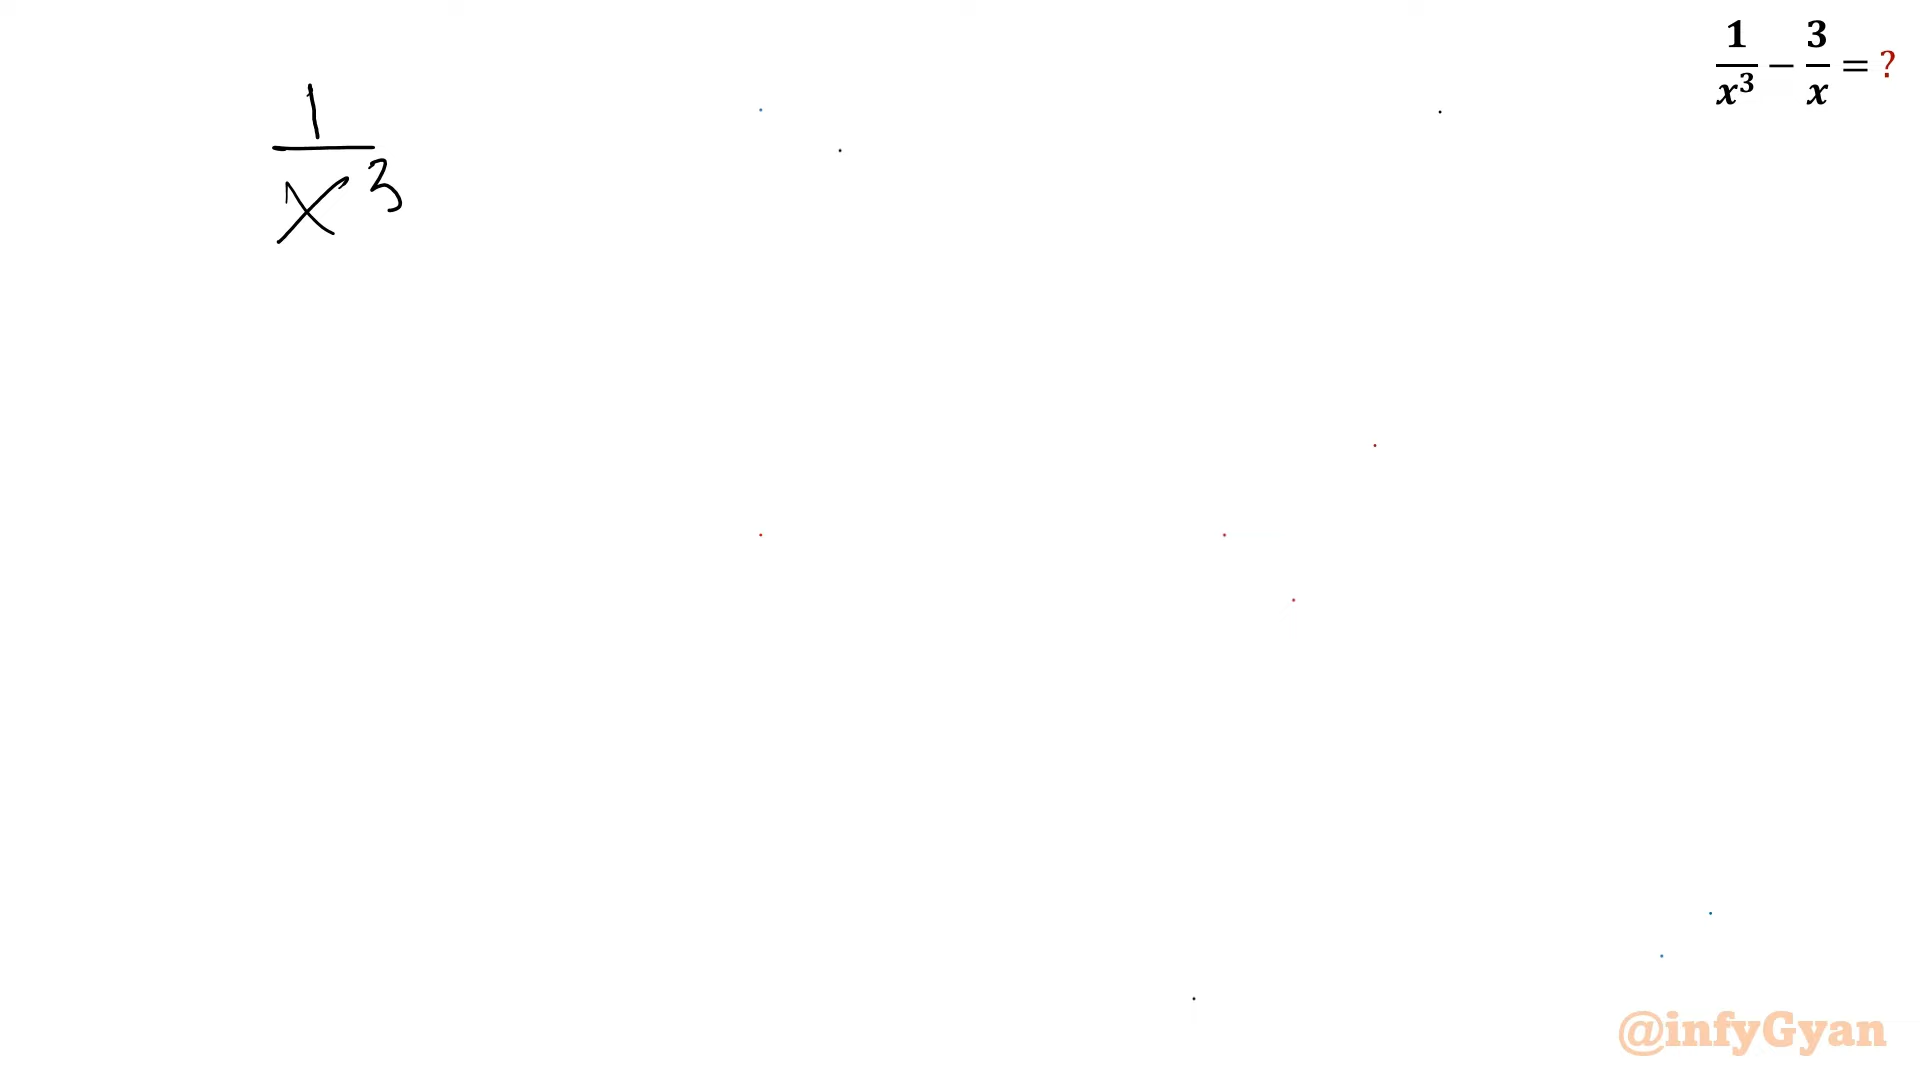 1/x³ − 3/x = ?
1/x³
@infyGyan